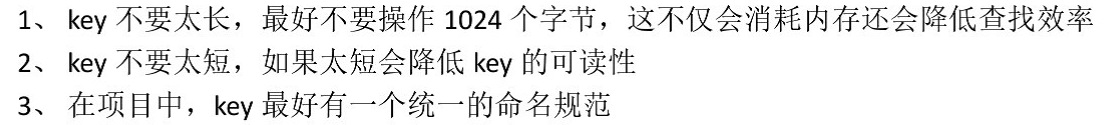 1、 key 不要太长，最好不要操作 1024 个字节，这不仅会消耗内存还会降低查找效率
2、 key 不要太短，如果太短会降低 key 的可读性
3、 在项目中，key 最好有一个统一的命名规范